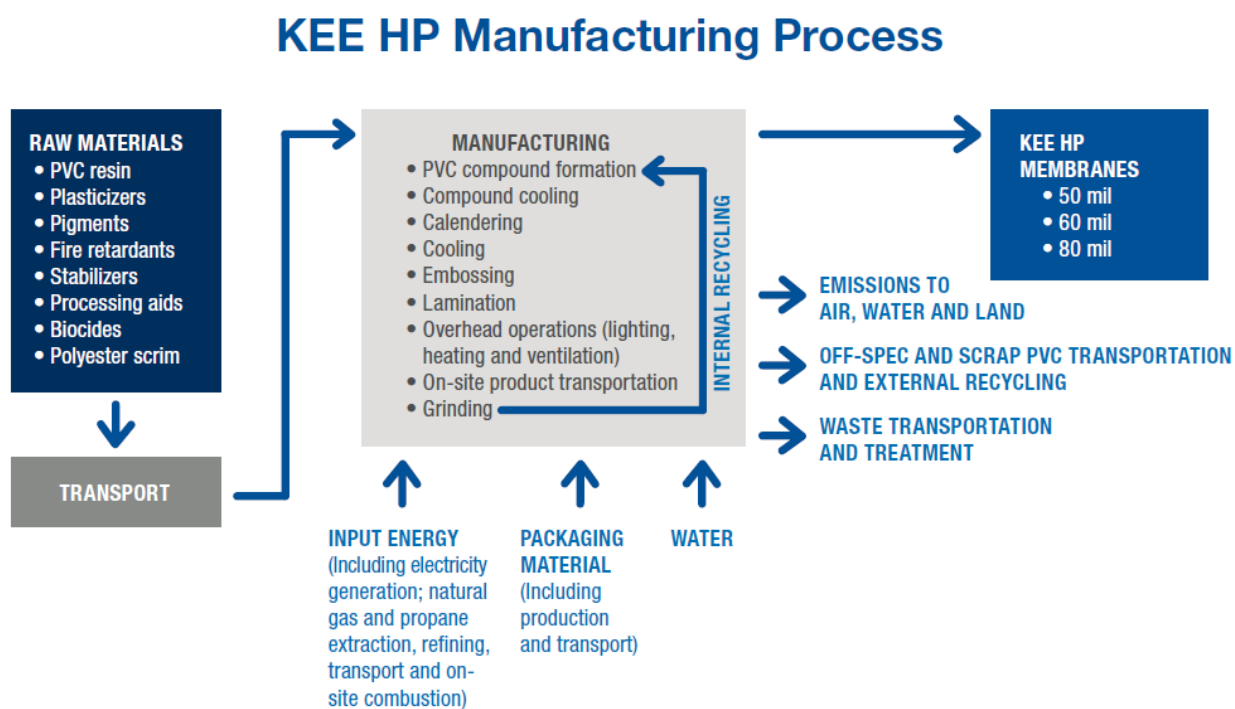 KEE HP Manufacturing Process
RAW MATERIALS
• PVC resin
• Plasticizers
• Pigments
• Fire retardants
• Stabilizers
• Processing aids
• Biocides
• Polyester scrim
TRANSPORT
MANUFACTURING
• PVC compound formation
• Compound cooling
• Calendering
• Cooling
• Embossing
• Lamination
• Overhead operations (lighting,
heating and ventilation)
• On-site product transportation
• Grinding
INTERNAL RECYCLING
INPUT ENERGY
(Including electricity
generation; natural
gas and propane
extraction, refining,
transport and on-
site combustion)
PACKAGING
MATERIAL
(Including
production
and transport)
WATER
KEE HP
MEMBRANES
• 50 mil
• 60 mil
• 80 mil
EMISSIONS TO
AIR, WATER AND LAND
OFF-SPEC AND SCRAP PVC TRANSPORTATION
AND EXTERNAL RECYCLING
WASTE TRANSPORTATION
AND TREATMENT